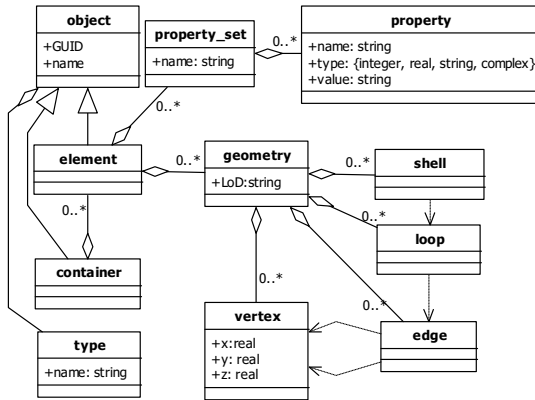 object
+GUID
+name
property_set
+name: string
0..*
property
+name: string
+type: {integer, real, string, complex}
+value: string
0..*
element
0..*
geometry
+LoD:string
0..*
shell
0..*
loop
0..*
container
0..*
vertex
+x:real
+y: real
+z: real
0..*
edge
type
+name: string